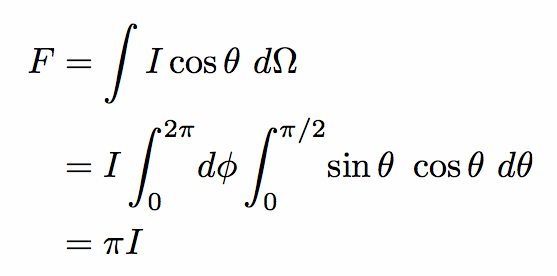 F = ∫ I cos θ dΩ
= I ∫₀^{2π} dϕ ∫₀^{π/2} sin θ cos θ dθ
= πI